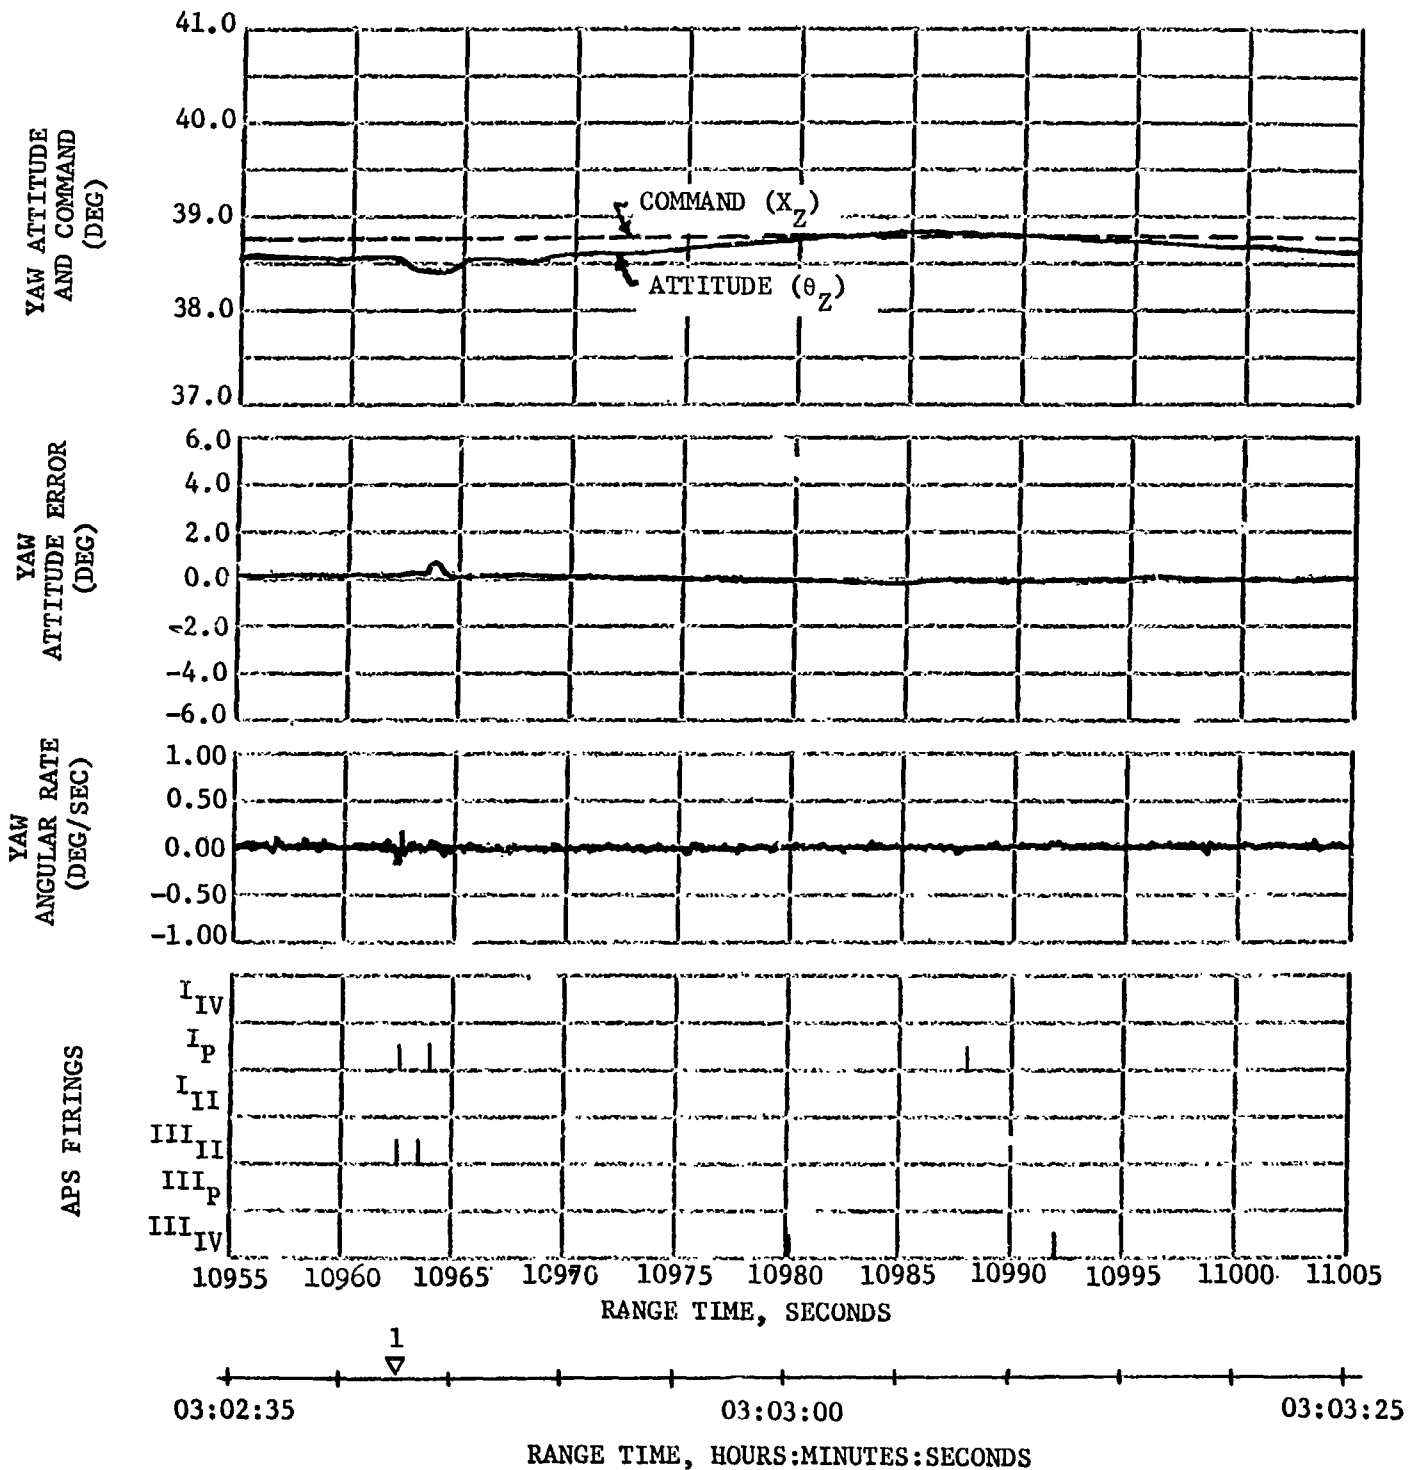 YAW ATTITUDE
AND COMMAND
(DEG)
41.0
40.0
39.0
38.0
37.0
COMMAND (X_Z)
ATTITUDE (θ_Z)
YAW
ATTITUDE ERROR
(DEG)
6.0
4.0
2.0
0.0
-2.0
-4.0
-6.0
YAW
ANGULAR RATE
(DEG/SEC)
1.00
0.50
0.00
-0.50
-1.00
APS FIRINGS
I_IV
I_P
I_II
III_II
III_P
III_IV
10955 10960 10965 10970 10975 10980 10985 10990 10995 11000 11005
RANGE TIME, SECONDS
1
03:02:35 03:03:00 03:03:25
RANGE TIME, HOURS:MINUTES:SECONDS